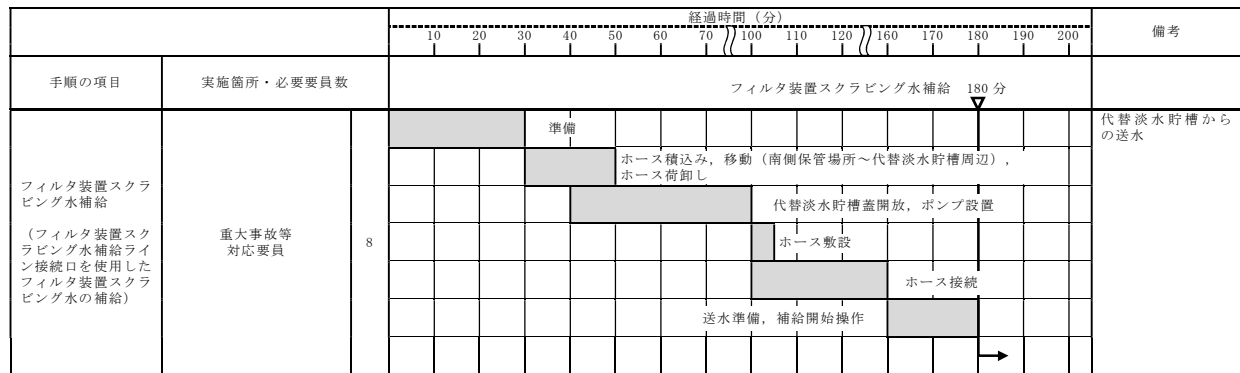 経過時間（分）
10 20 30 40 50 60 70 100 110 120 160 170 180 190 200
備考
手順の項目
実施箇所・必要要員数
フィルタ装置スクラビング水補給 180 分
フィルタ装置スクラ
ビング水補給
（フィルタ装置スク
ラビング水補給ライ
ン接続口を使用した
フィルタ装置スクラ
ビング水の補給）
重大事故等
対応要員
8
準備
ホース積込み，移動（南側保管場所～代替淡水貯槽周辺），
ホース荷卸し
代替淡水貯槽蓋開放，ポンプ設置
ホース敷設
ホース接続
送水準備，補給開始操作
代替淡水貯槽から
の送水